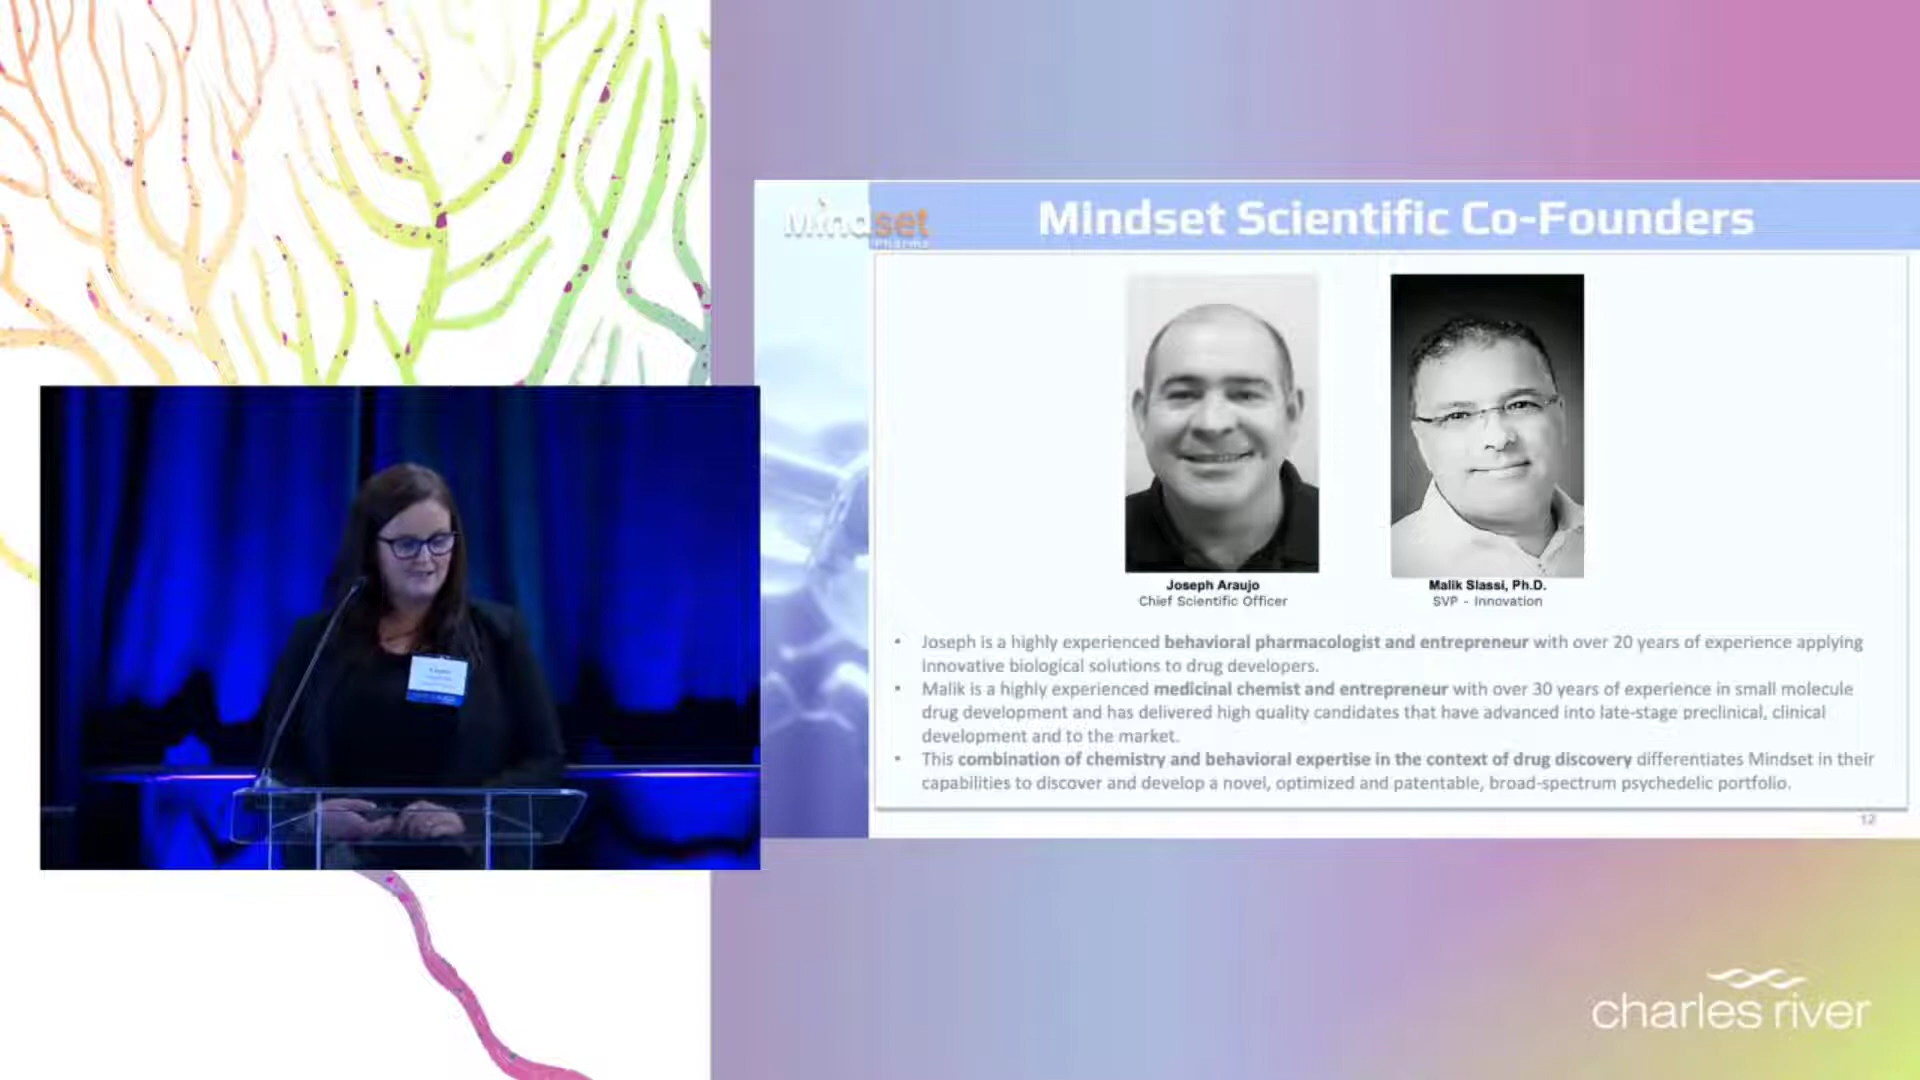 Mindset
Pharma
Mindset Scientific Co-Founders
Joseph Araujo
Chief Scientific Officer
Malik Slassi, Ph.D.
SVP - Innovation
• Joseph is a highly experienced behavioral pharmacologist and entrepreneur with over 20 years of experience applying
innovative biological solutions to drug developers.
• Malik is a highly experienced medicinal chemist and entrepreneur with over 30 years of experience in small molecule
drug development and has delivered high quality candidates that have advanced into late-stage preclinical, clinical
development and to the market.
• This combination of chemistry and behavioral expertise in the context of drug discovery differentiates Mindset in their
capabilities to discover and develop a novel, optimized and patentable, broad-spectrum psychedelic portfolio.
12
charles river